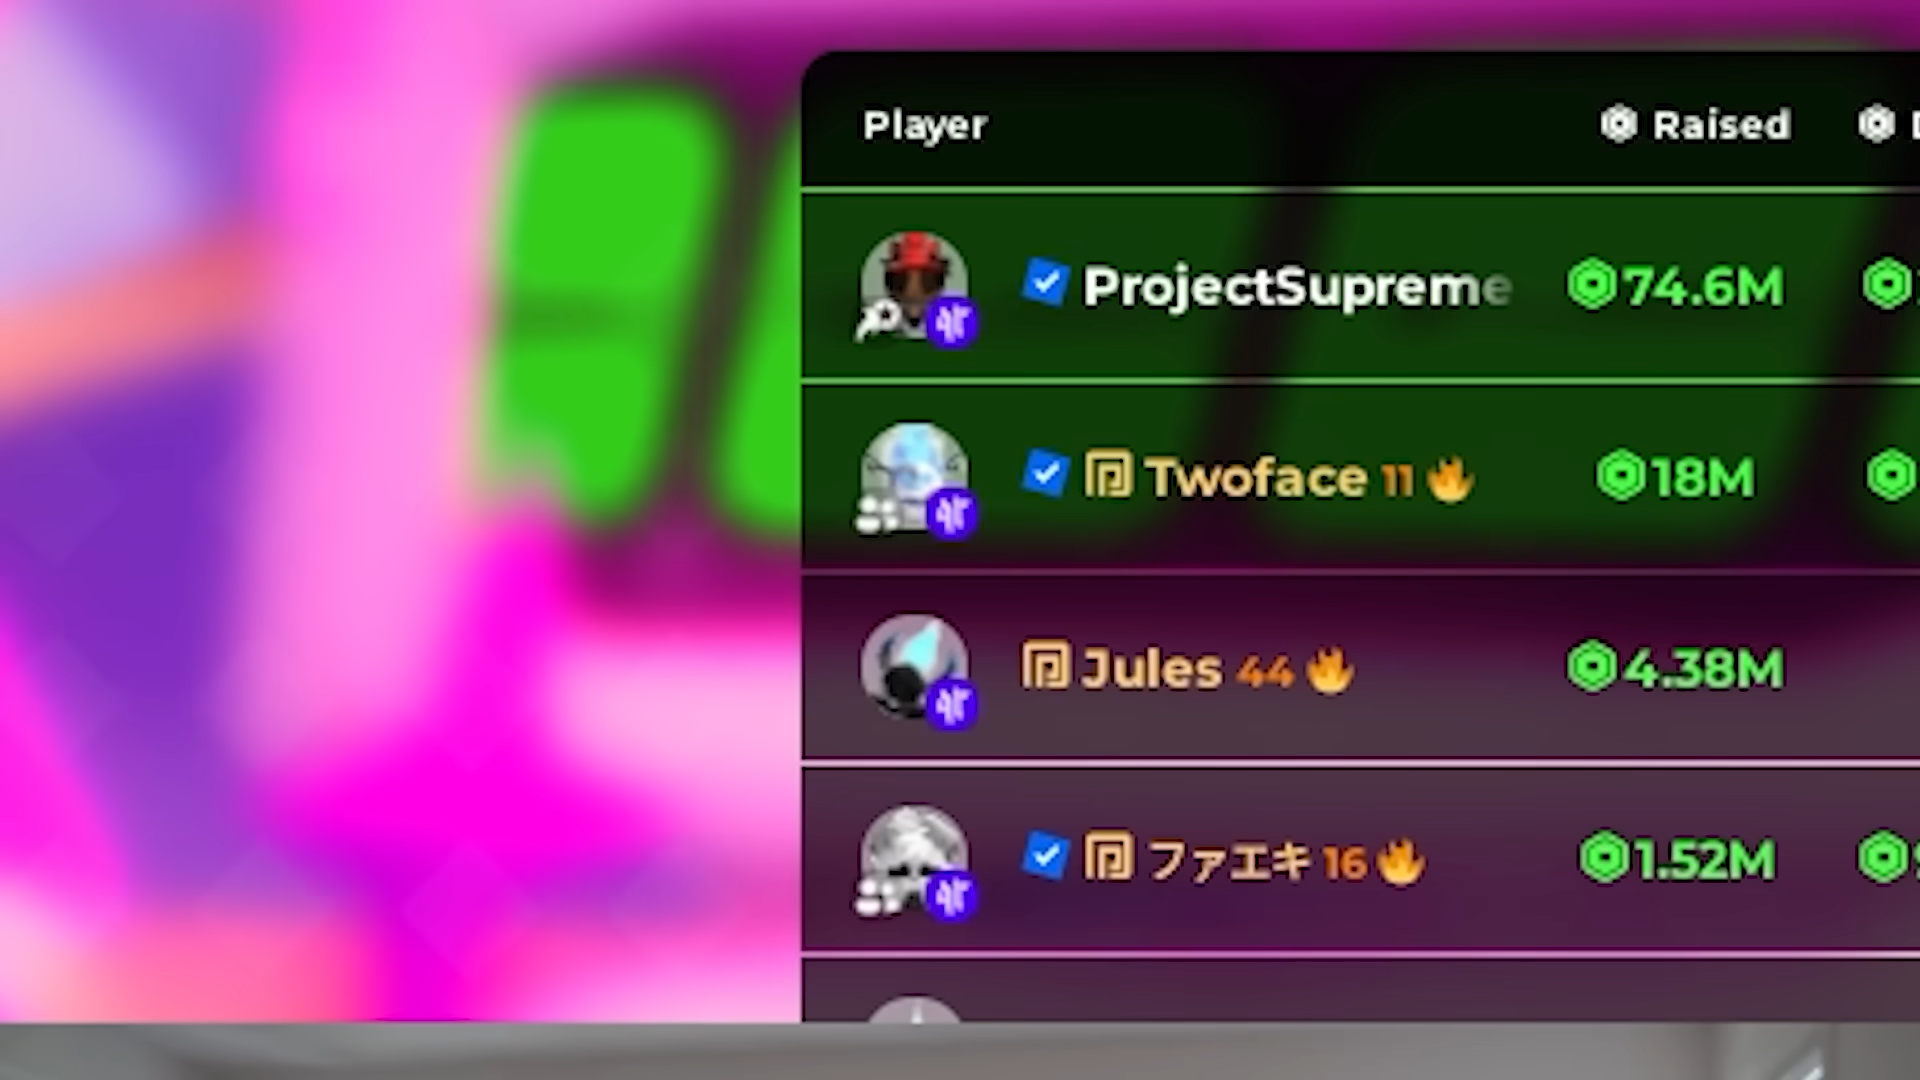 Player Raised
ProjectSupreme 74.6M
Twoface 11 18M
Jules 44 4.38M
ファエキ 16 1.52M